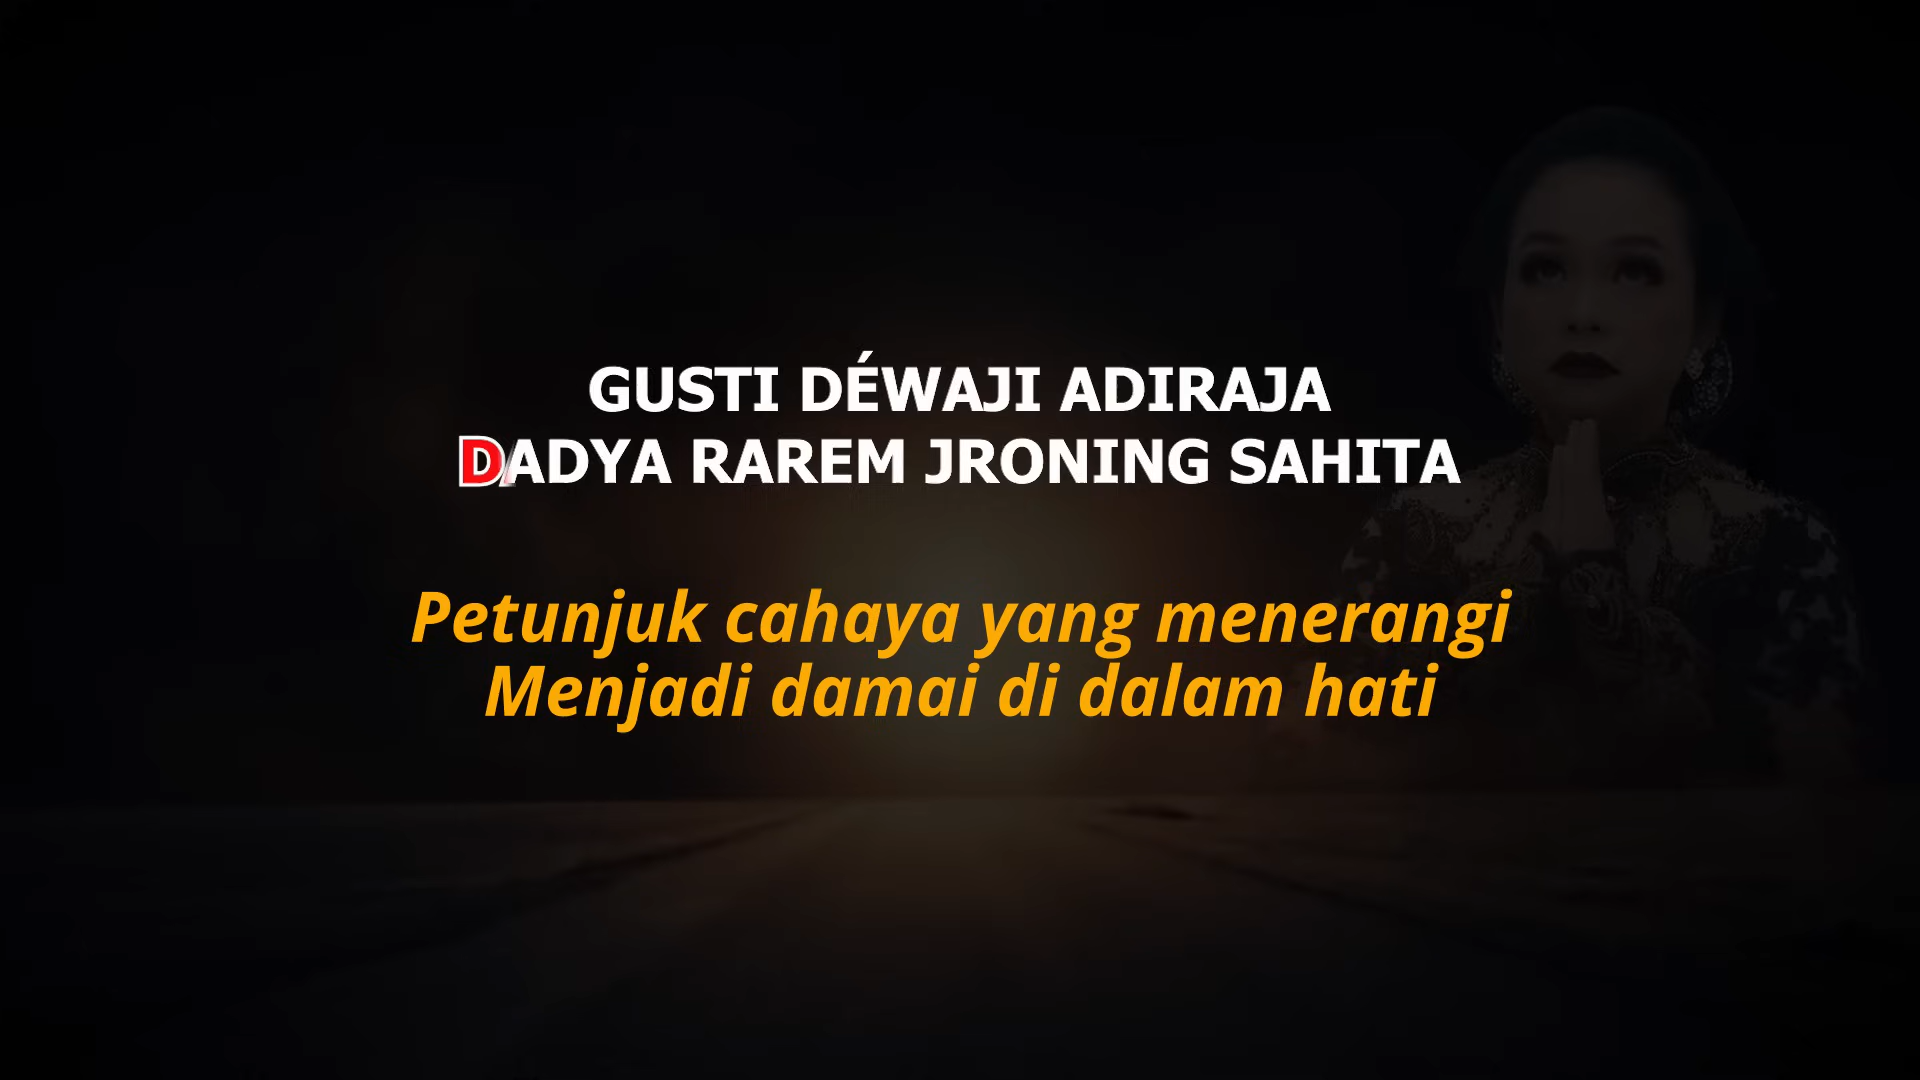 GUSTI DÉWAJI ADIRAJA
DADYA RAREM JRONING SAHITA
Petunjuk cahaya yang menerangi
Menjadi damai di dalam hati